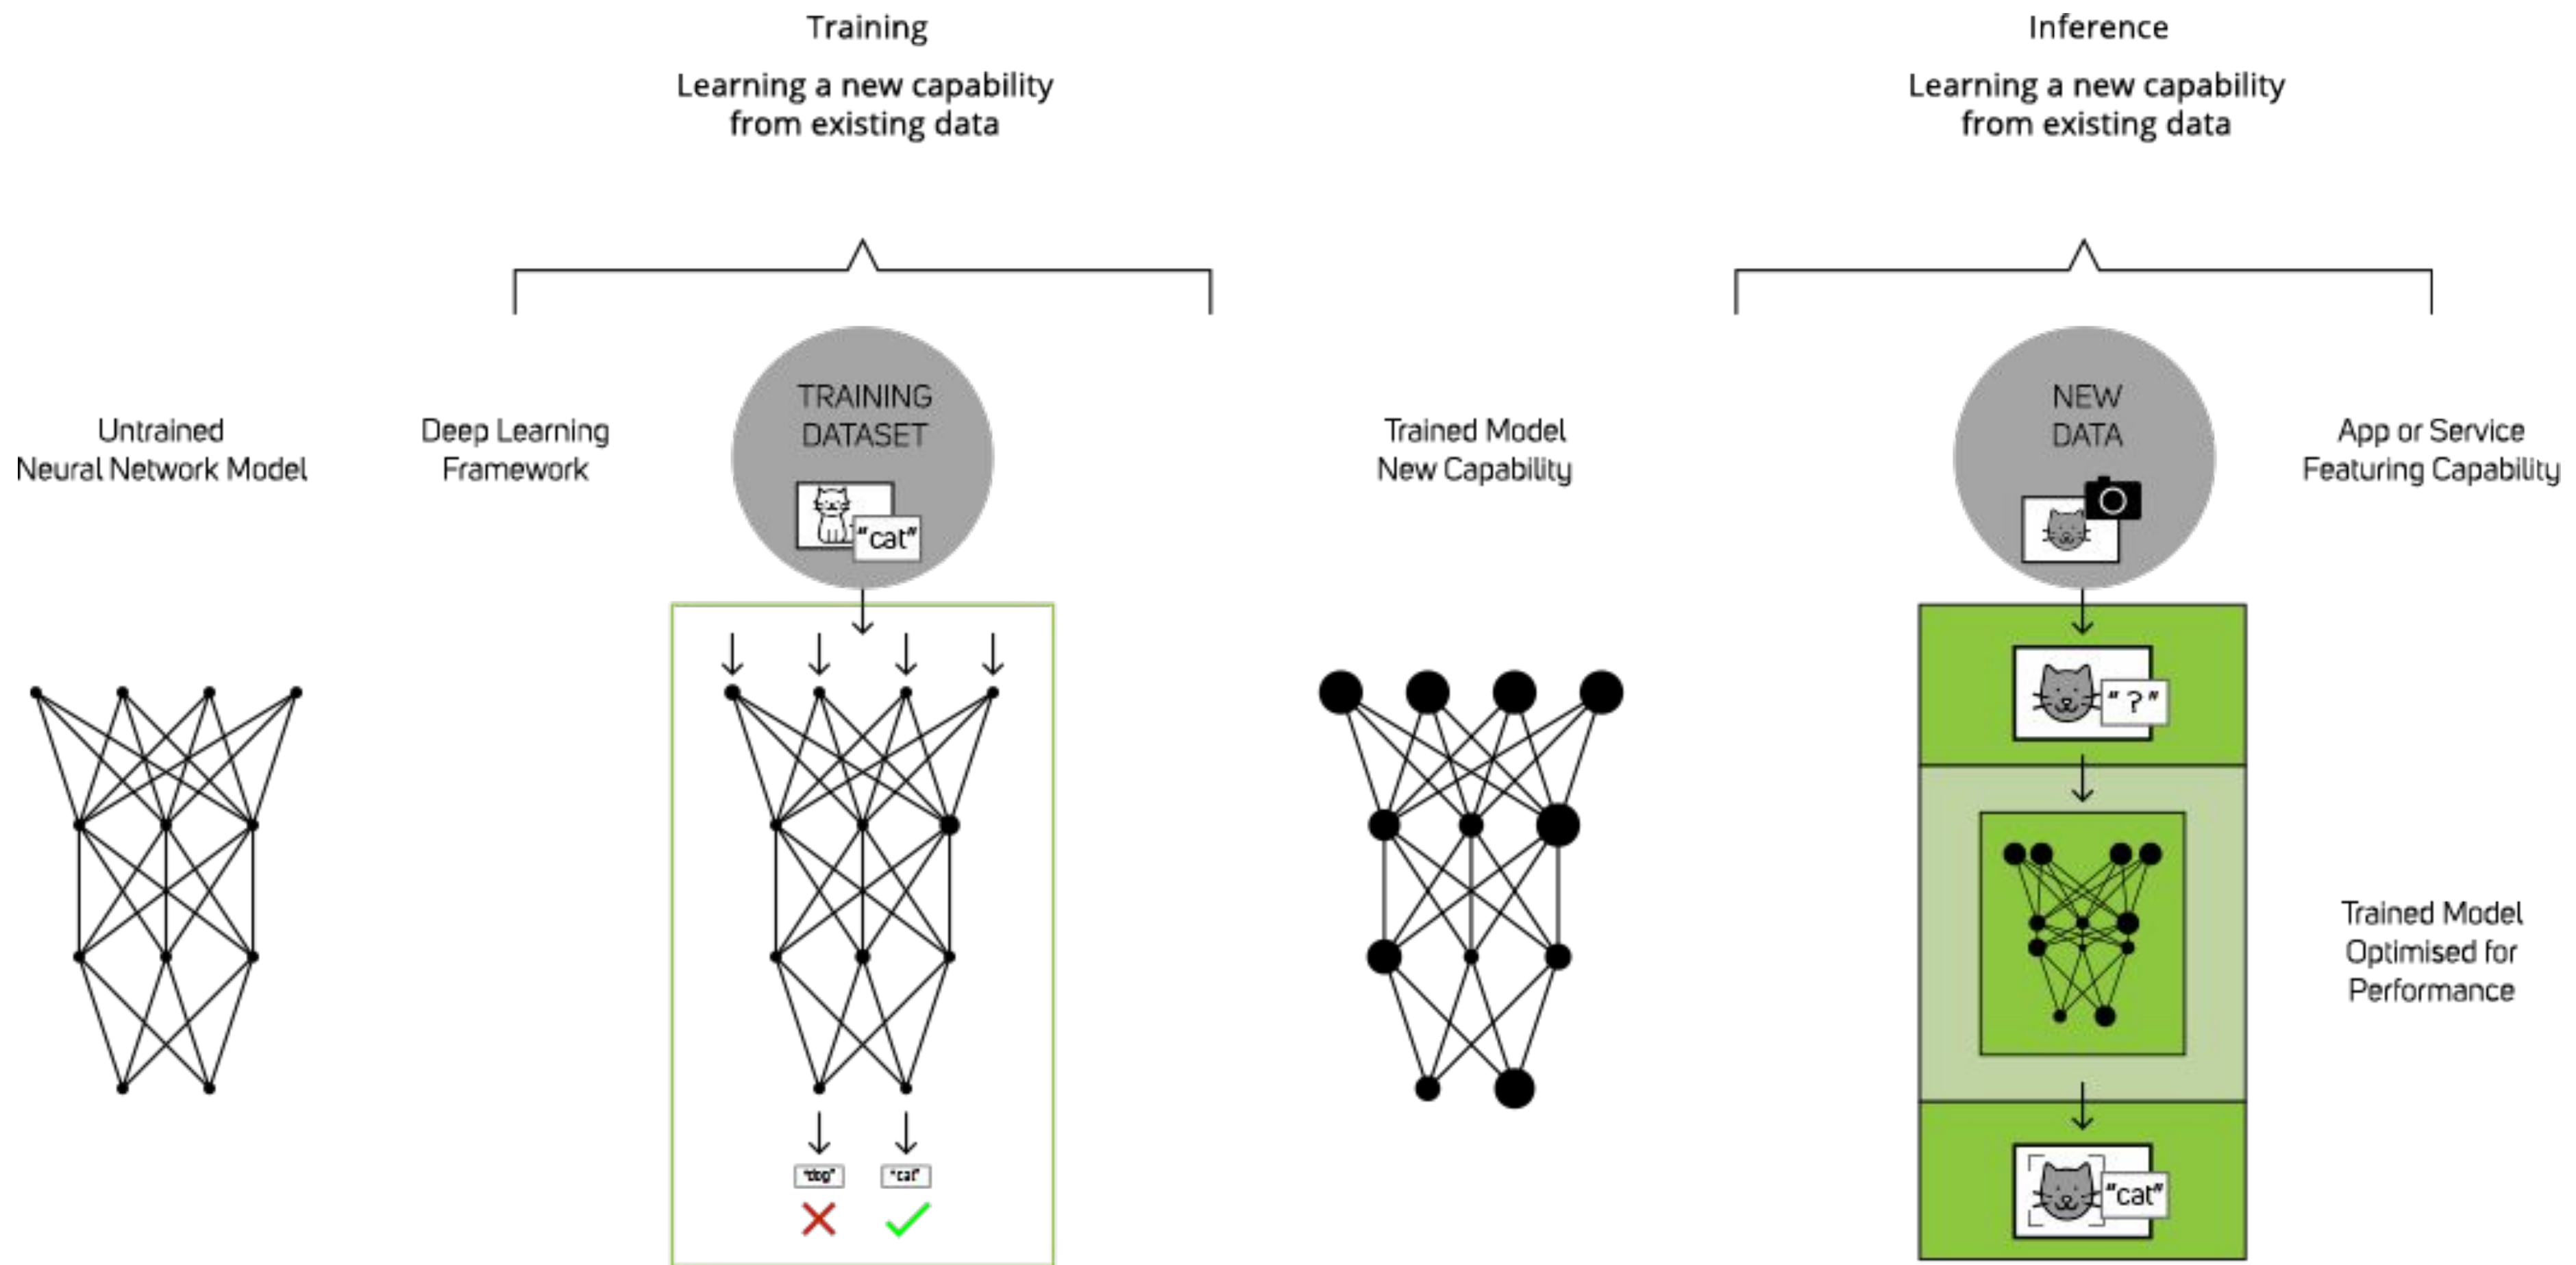 Training
Learning a new capability
from existing data
Inference
Learning a new capability
from existing data
Untrained
Neural Network Model
Deep Learning
Framework
TRAINING
DATASET
"cat"
Trained Model
New Capability
NEW
DATA
App or Service
Featuring Capability
"?"
Trained Model
Optimised for
Performance
"dog"
"cat"
"cat"